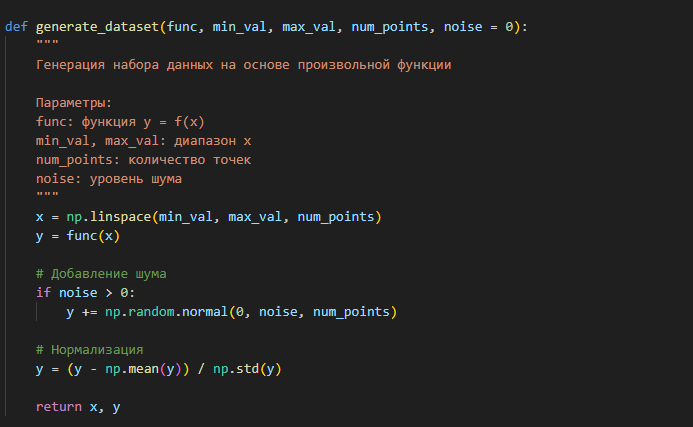 def generate_dataset(func, min_val, max_val, num_points, noise = 0):
"""
Генерация набора данных на основе произвольной функции
Параметры:
func: функция y = f(x)
min_val, max_val: диапазон x
num_points: количество точек
noise: уровень шума
"""
x = np.linspace(min_val, max_val, num_points)
y = func(x)
# Добавление шума
if noise > 0:
y += np.random.normal(0, noise, num_points)
# Нормализация
y = (y - np.mean(y)) / np.std(y)
return x, y